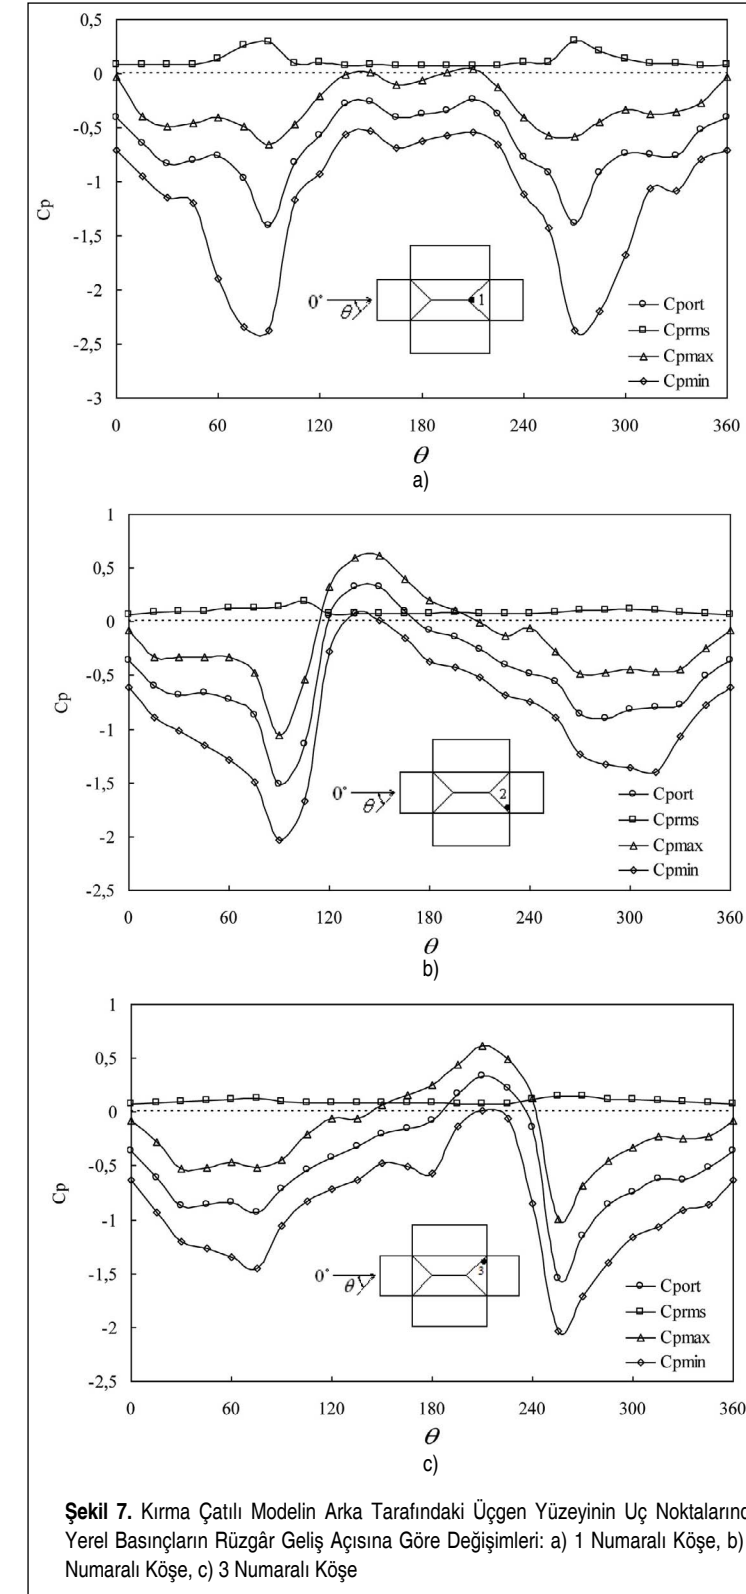 0,5
0
-0,5
-1
-1,5
-2
-2,5
-3
Cp
0 60 120 180 240 300 360
θ
0°
θ
1
Cport
Cprms
Cpmax
Cpmin
a)
1
0,5
0
-0,5
-1
-1,5
-2
-2,5
Cp
0 60 120 180 240 300 360
θ
0°
θ
2
Cport
Cprms
Cpmax
Cpmin
b)
1
0,5
0
-0,5
-1
-1,5
-2
-2,5
Cp
0 60 120 180 240 300 360
θ
0°
θ
3
Cport
Cprms
Cpmax
Cpmin
c)
Şekil 7. Kırma Çatılı Modelin Arka Tarafındaki Üçgen Yüzeyinin Uç
Yerel Basınçların Rüzgâr Geliş Açısına Göre Değişimleri: a) 1 Numaralı Köşe, b)
Numaralı Köşe, c) 3 Numaralı Köşe